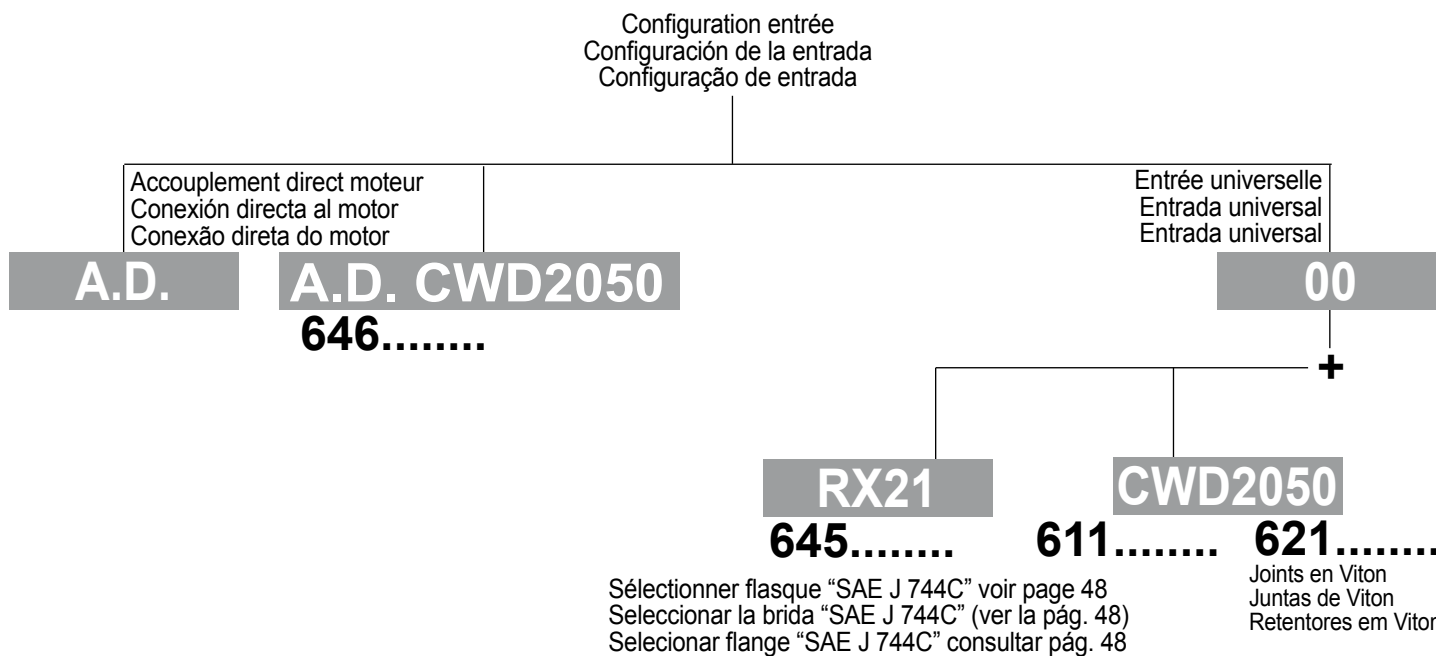 Configuration entrée
Configuración de la entrada
Configuração de entrada
Accouplement direct moteur
Conexión directa al motor
Conexão direta do motor
Entrée universelle
Entrada universal
Entrada universal
A.D.
A.D. CWD2050
00
646........
+
RX21
CWD2050
645........
611........
621........
Sélectionner flasque “SAE J 744C” voir page 48
Seleccionar la brida “SAE J 744C” (ver la pág. 48)
Selecionar flange “SAE J 744C” consultar pág. 48
Joints en Viton
Juntas de Viton
Retentores em Viton